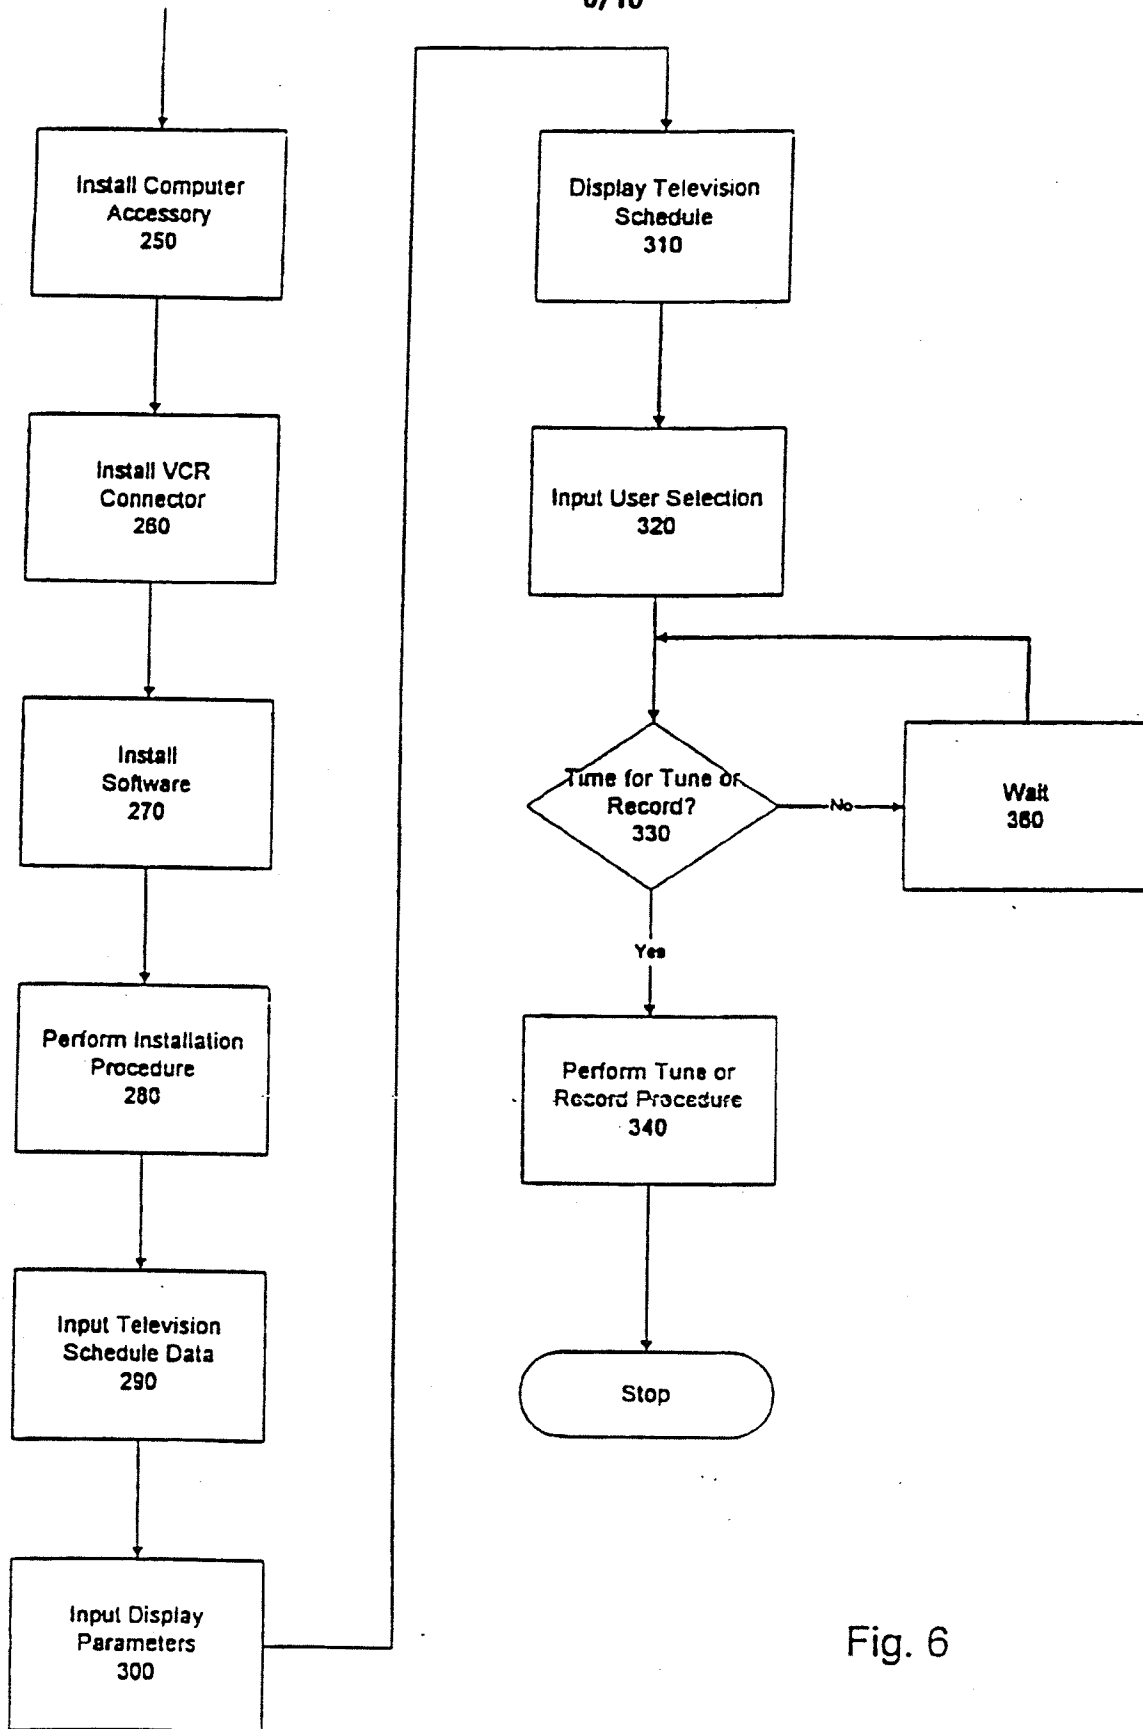 Install Computer
Accessory
250
Install VCR
Connector
260
Install
Software
270
Perform Installation
Procedure
280
Input Television
Schedule Data
290
Input Display
Parameters
300
Display Television
Schedule
310
Input User Selection
320
Time for Tune or
Record?
330
No
Wait
360
Yes
Perform Tune or
Record Procedure
340
Stop
Fig. 6